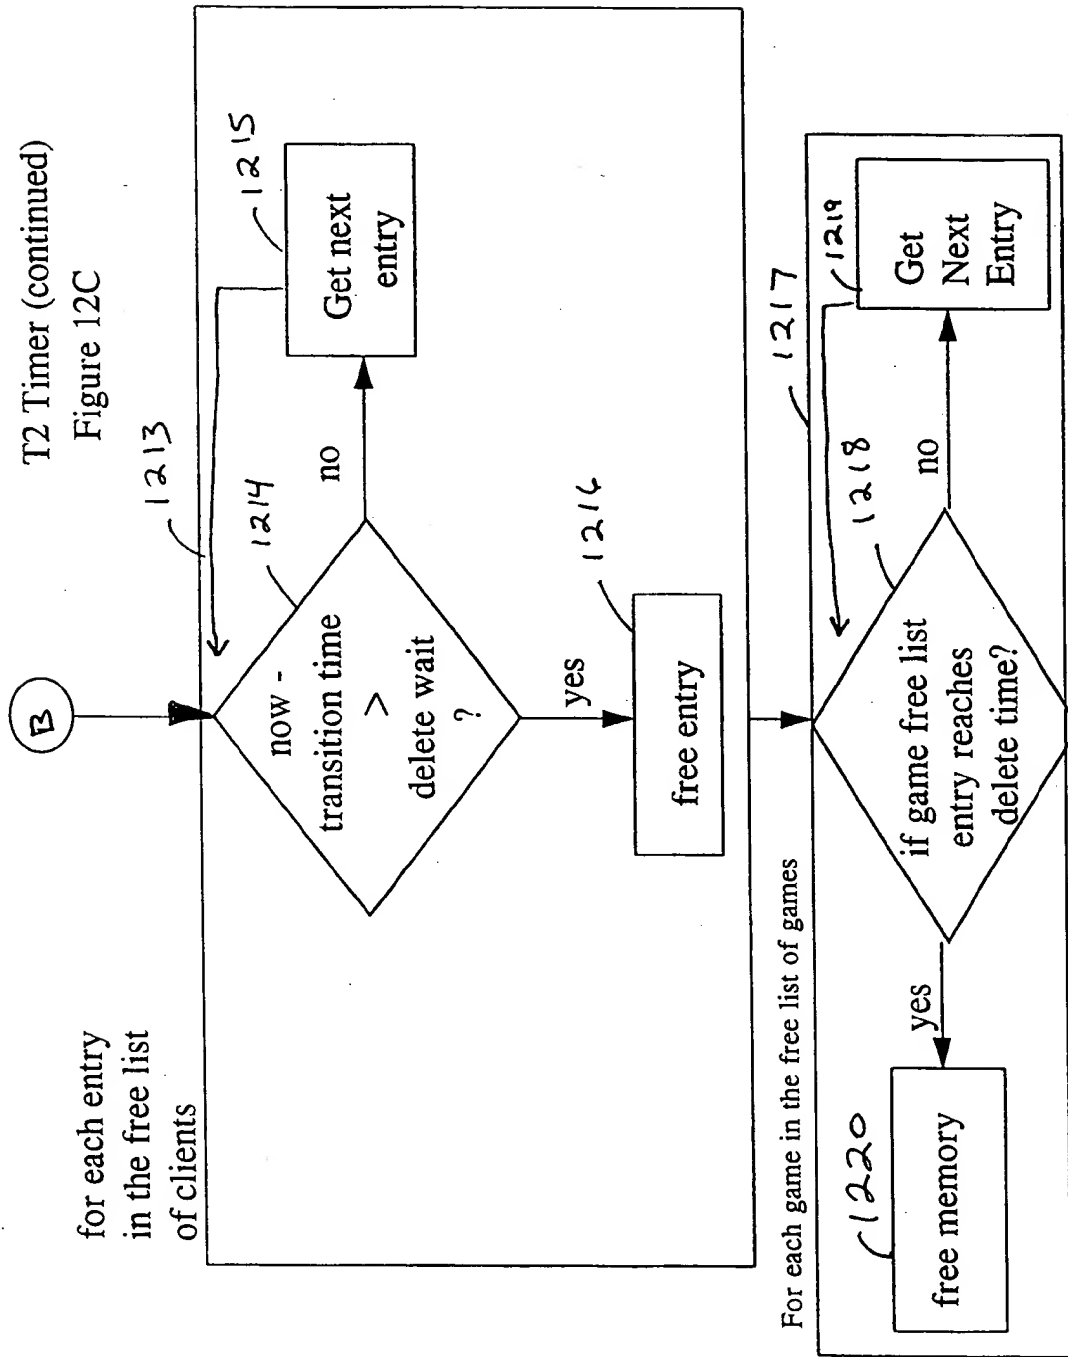 T2 Timer (continued)
Figure 12C
B
for each entry
in the free list
of clients
1213
now -
transition time
>
delete wait
?
1214
no
Get next
entry
1215
yes
free entry
1216
For each game in the free list of games
1217
if game free list
entry reaches
delete time?
1218
no
Get
Next
Entry
1219
yes
free memory
1220